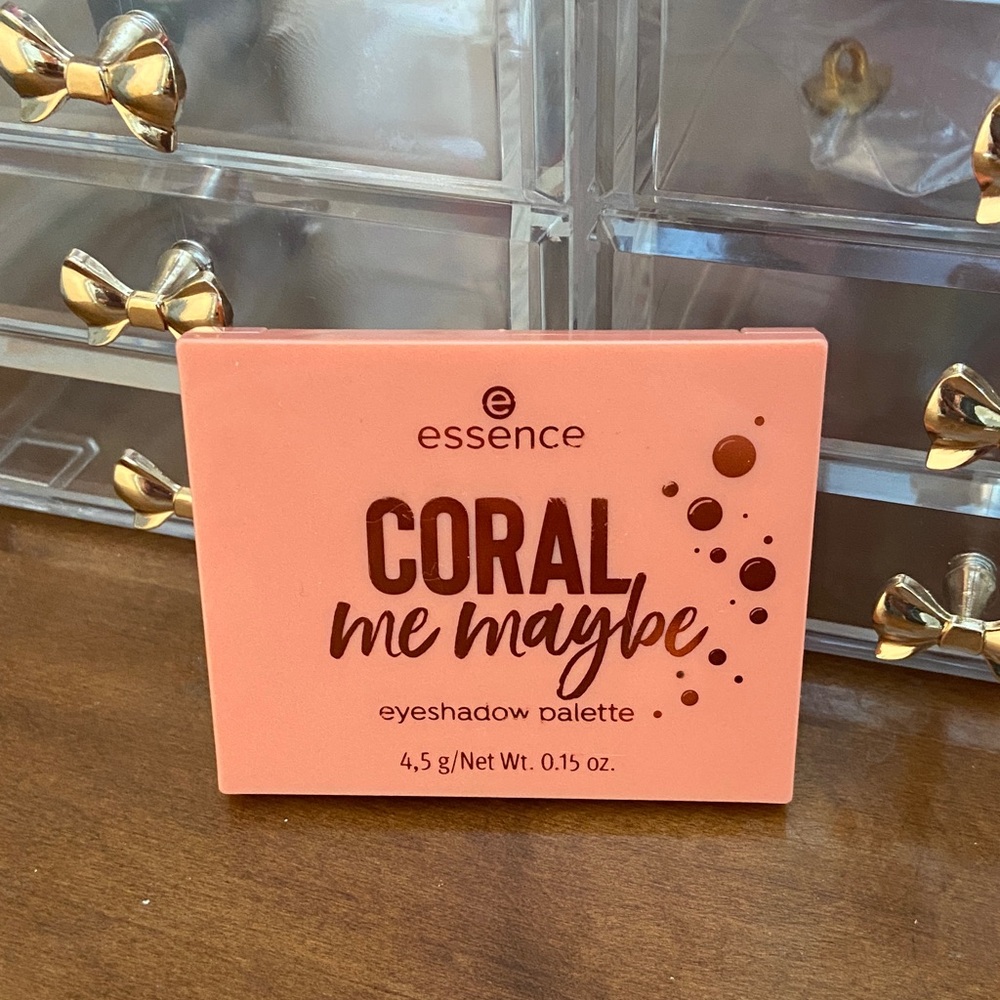 e
essence
CORAL
me maybe
eyeshadow palette
4,5 g/Net Wt. 0.15 oz.